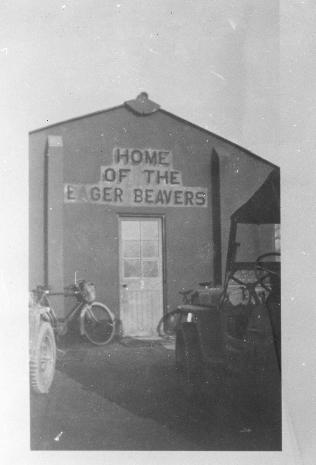 HOME
OF THE
EAGER BEAVERS